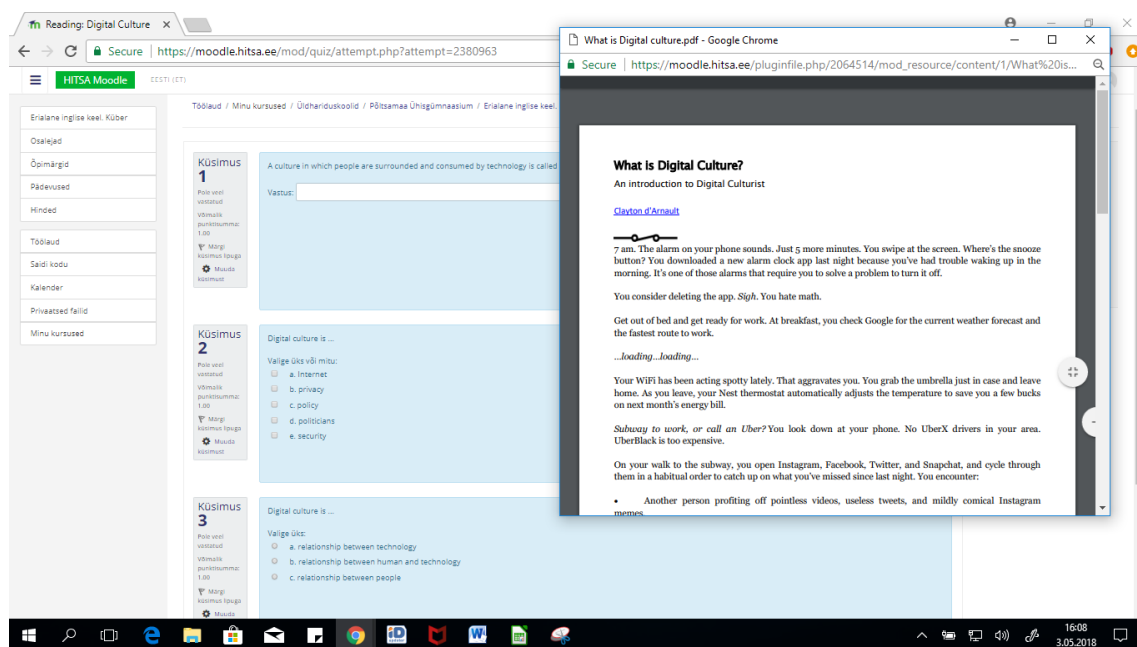 Reading: Digital Culture
Secure | https://moodle.hitsa.ee/mod/quiz/attempt.php?attempt=2380963
HITSA Moodle
EESTI (ET)
Erialane inglise keel. Küber
Osalejad
Õpimärgid
Pädevused
Hinded
Töölaud
Saidi kodu
Kalender
Privaatsed failid
Minu kursused
Töölaud / Minu kursused / Üldhariduskoolid / Põltsamaa Ühisgümnaasium / Erialane inglise keel.
Küsimus
1
Pole veel
vastatud
Võimalik
punktisumma:
1.00
Märgi
küsimus lipuga
Muuda
küsimust
A culture in which people are surrounded and consumed by technology is called
Vastus:
Küsimus
2
Pole veel
vastatud
Võimalik
punktisumma:
1.00
Märgi
küsimus lipuga
Muuda
küsimust
Digital culture is ...
Valige üks või mitu:
a. Internet
b. privacy
c. policy
d. politicians
e. security
Küsimus
3
Pole veel
vastatud
Võimalik
punktisumma:
1.00
Märgi
küsimus lipuga
Muuda
Digital culture is ...
Valige üks:
a. relationship between technology
b. relationship between human and technology
c. relationship between people
What is Digital culture.pdf - Google Chrome
Secure | https://moodle.hitsa.ee/pluginfile.php/2064514/mod_resource/content/1/What%20is...
What is Digital Culture?
An introduction to Digital Culturist
Clayton d'Arnault
7 am. The alarm on your phone sounds. Just 5 more minutes. You swipe at the screen. Where's the snooze
button? You downloaded a new alarm clock app last night because you've had trouble waking up in the
morning. It's one of those alarms that require you to solve a problem to turn it off.
You consider deleting the app. Sigh. You hate math.
Get out of bed and get ready for work. At breakfast, you check Google for the current weather forecast and
the fastest route to work.
...loading...loading...
Your WiFi has been acting spotty lately. That aggravates you. You grab the umbrella just in case and leave
home. As you leave, your Nest thermostat automatically adjusts the temperature to save you a few bucks
on next month's energy bill.
Subway to work, or call an Uber? You look down at your phone. No UberX drivers in your area.
UberBlack is too expensive.
On your walk to the subway, you open Instagram, Facebook, Twitter, and Snapchat, and cycle through
them in a habitual order to catch up on what you've missed since last night. You encounter:
• Another person profiting off pointless videos, useless tweets, and mildly comical Instagram
memes
iD
updater
W
16:08
3.05.2018